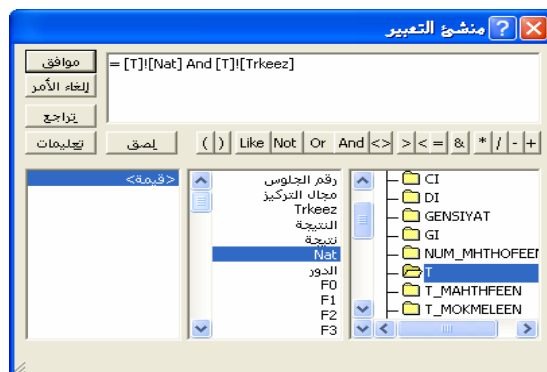 منشئ التعبير
= [T]![Nat] And [T]![Trkeez]
موافق
إلغاء الأمر
تراجع
تعليمات
لصق
( ) Like Not Or And <> > < = & * / - +
CI
DI
GENSIYAT
GI
NUM_MHTHOFEEN
T
T_MAHTHFEEN
T_MOKMELEEN
رقم الجلوس
مجال التركيز
Trkeez
النتيجة
نتيجة
Nat
الدور
F0
F1
F2
F3
<قيمة>